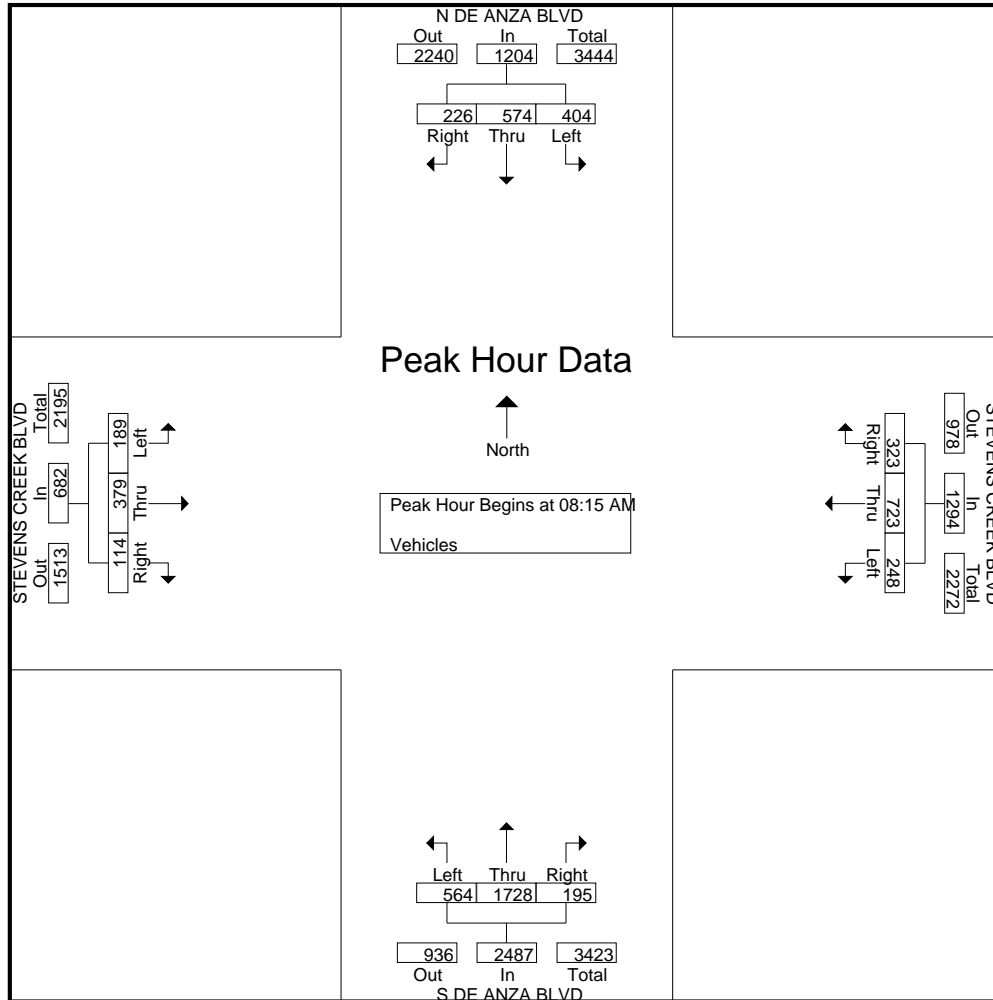 N DE ANZA BLVD
Out In Total
2240 1204 3444
226 574 404
Right Thru Left
Peak Hour Data
North
Peak Hour Begins at 08:15 AM
Vehicles
STEVENS CREEK BLVD
Total In Out
2195 682 1513
189 379 114
Left Thru Right
STEVENS CREEK BLVD
Out In Total
978 1294 2272
323 723 248
Right Thru Left
Left Thru Right
564 1728 195
936 2487 3423
Out In Total
S DE ANZA BLVD